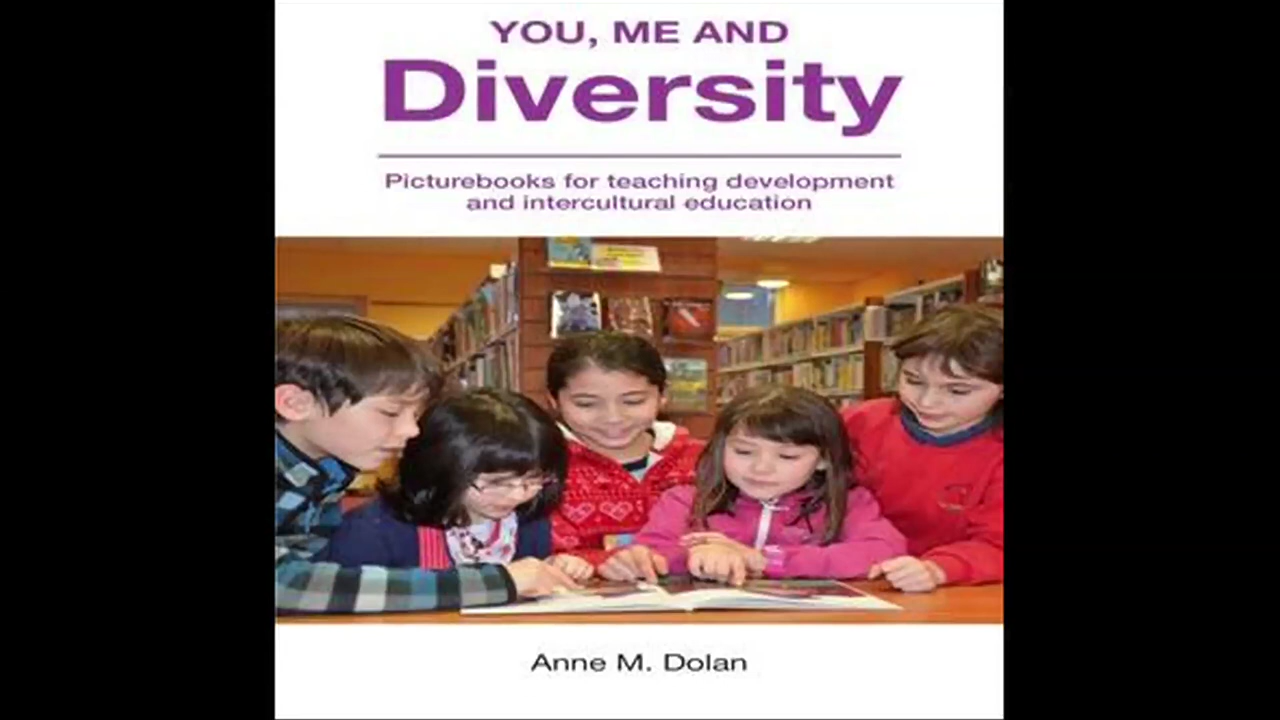 YOU, ME AND
Diversity
Picturebooks for teaching development
and intercultural education
Anne M. Dolan